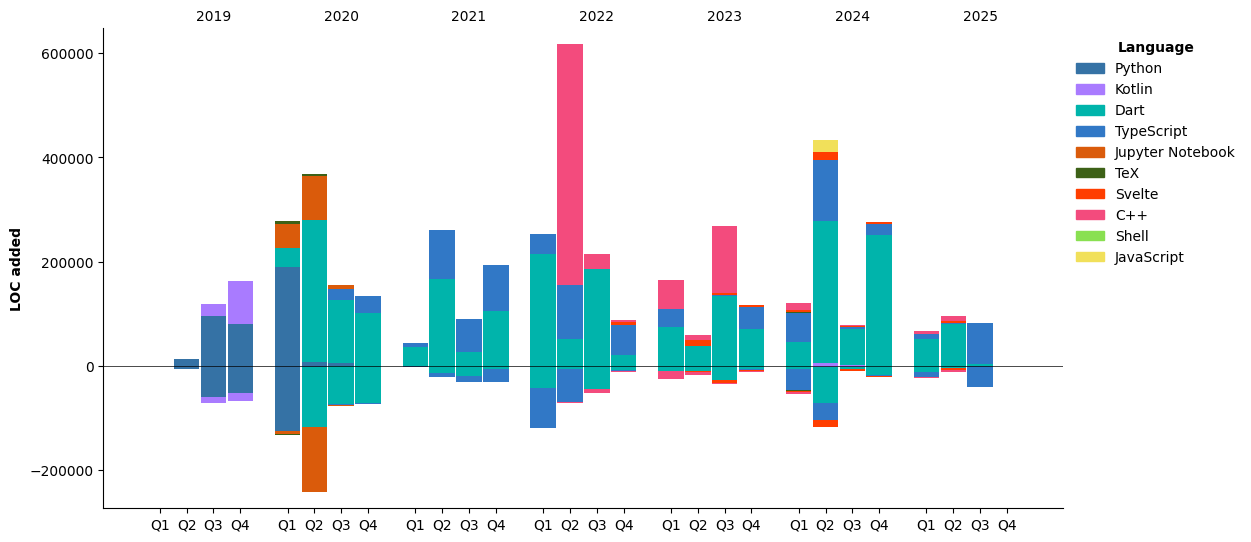 2019 2020 2021 2022 2023 2024 2025
LOC added
600000
400000
200000
0
−200000
Q1 Q2 Q3 Q4 Q1 Q2 Q3 Q4 Q1 Q2 Q3 Q4 Q1 Q2 Q3 Q4 Q1 Q2 Q3 Q4 Q1 Q2 Q3 Q4 Q1 Q2 Q3 Q4
Language
Python
Kotlin
Dart
TypeScript
Jupyter Notebook
TeX
Svelte
C++
Shell
JavaScript